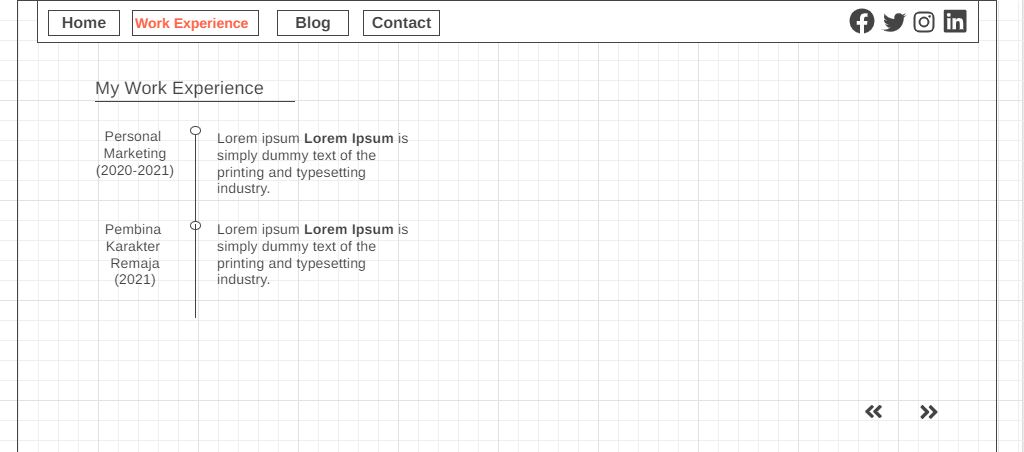 Home Work Experience Blog Contact
My Work Experience
Personal
Marketing
(2020-2021)
Lorem ipsum Lorem Ipsum is
simply dummy text of the
printing and typesetting
industry.
Pembina
Karakter
Remaja
(2021)
Lorem ipsum Lorem Ipsum is
simply dummy text of the
printing and typesetting
industry.